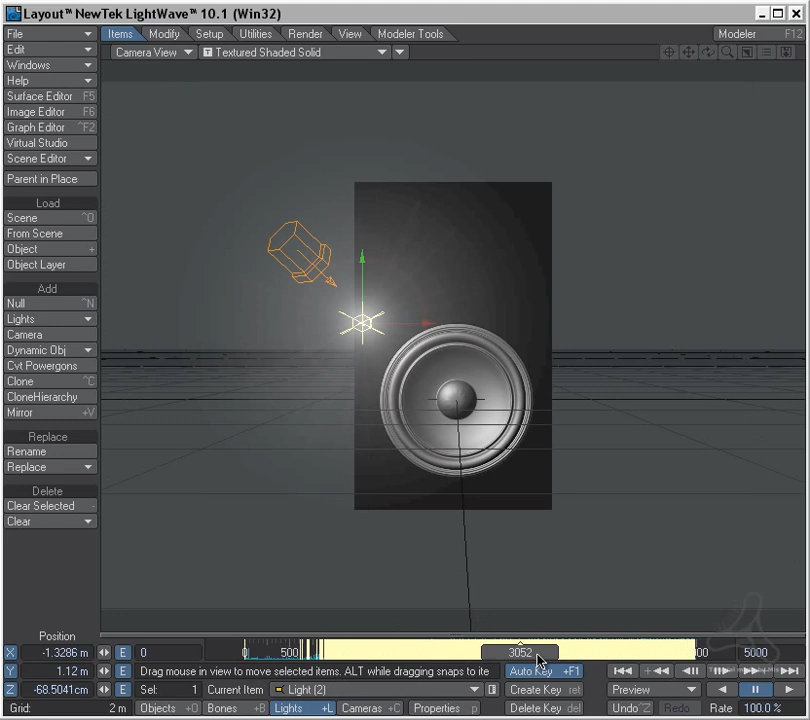 Layout™ NewTek LightWave™ 10.1 (Win32)
File Items Modify Setup Utilities Render View Modeler Tools Modeler F12
Edit Camera View T Textured Shaded Solid
Windows
Help
Surface Editor F5
Image Editor F6
Graph Editor ^F2
Virtual Studio
Scene Editor
Parent in Place
Load
Scene ^O
From Scene
Object +
Object Layer
Add
Null ^N
Lights
Camera
Dynamic Obj
Cvt Powergons
Clone ^C
CloneHierarchy
Mirror +V
Replace
Rename
Replace
Delete
Clear Selected -
Clear
Position
X -1.3286 m E 0 0 500 3052 5000
Y 1.12 m E Drag mouse in view to move selected items. ALT while dragging snaps to ite Auto Key +F1
Z -68.5041cm E Sel: 1 Current Item Light (2) Create Key ret Preview Undo ^Z Redo
Grid: 2 m Objects +O Bones +B Lights +L Cameras +C Properties p Delete Key del 100.0 %